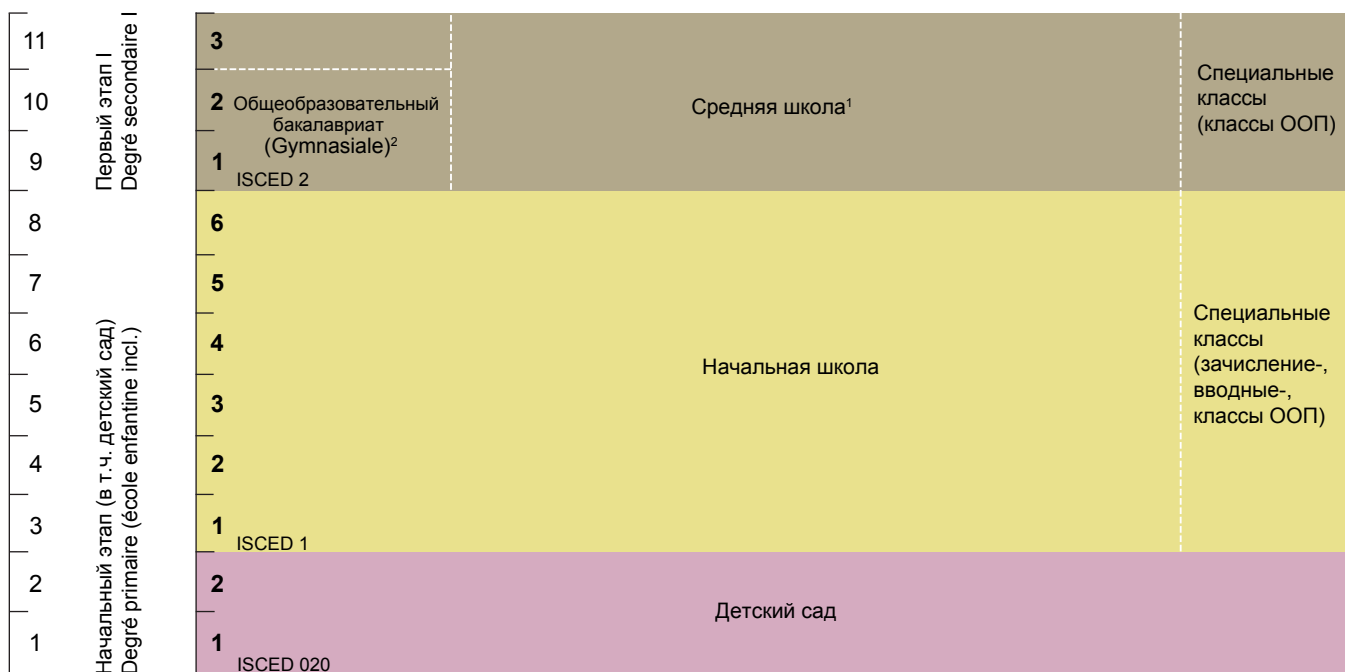 11
10
9
8
7
6
5
4
3
2
1
Первый этап I
Degré secondaire I
Начальный этап (в т.ч. детский сад)
Degré primaire (école enfantine incl.)
3
2
1
Общеобразовательный
бакалавриат
(Gymnasiale)²
ISCED 2
Средняя школа¹
Специальные
классы
(классы ООП)
6
5
4
3
2
1
ISCED 1
Начальная школа
Специальные
классы
(зачисление-,
вводные-,
классы ООП)
2
1
ISCED 020
Детский сад